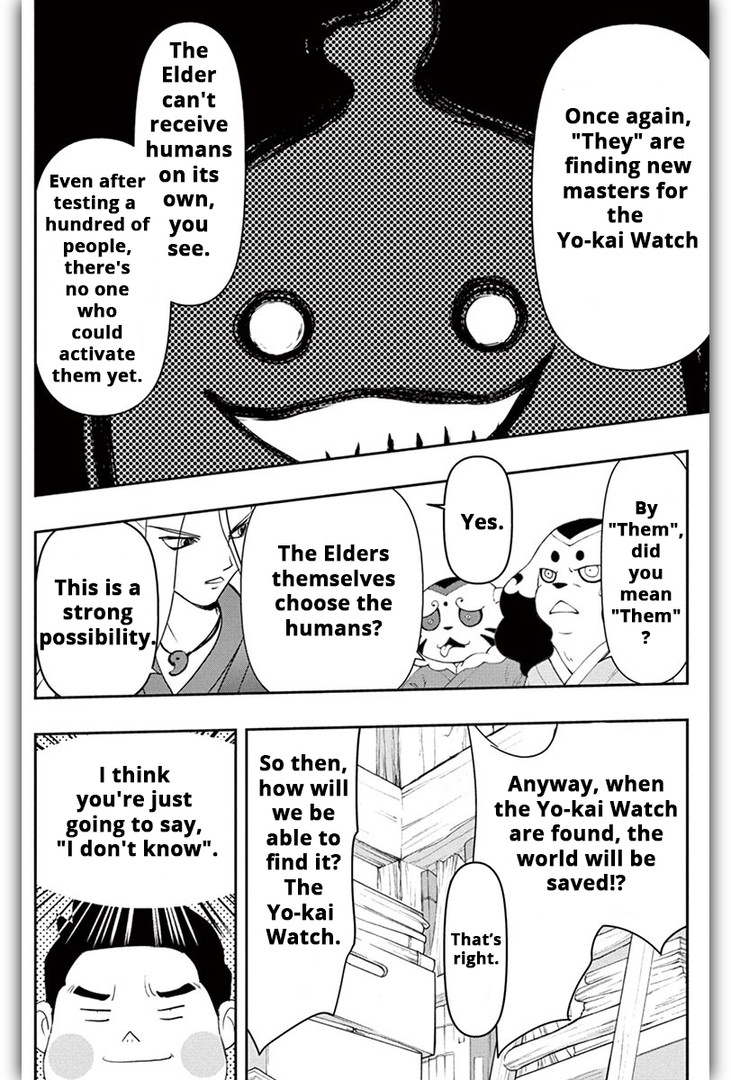 Once again,
"They" are
finding new
masters for
the
Yo-kai Watch
The
Elder
can't
receive
humans
on its
own,
you
see.
Even after
testing a
hundred of
people,
there's
no one
who
could
activate
them yet.
By
"Them",
did
you
mean
"Them"
?
Yes.
The Elders
themselves
choose the
humans?
This is a
strong
possibility.
Anyway, when
the Yo-kai Watch
are found, the
world will be
saved!?
That's
right.
So then,
how will
we be
able to
find it?
The
Yo-kai
Watch.
I think
you're just
going to say,
"I don't know".